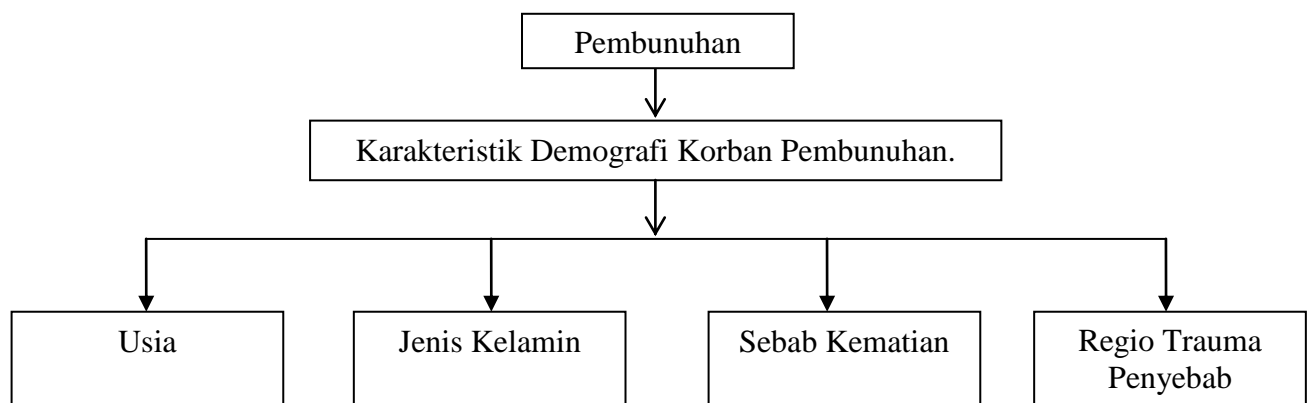 Pembunuhan
Karakteristik Demografi Korban Pembunuhan.
Usia
Jenis Kelamin
Sebab Kematian
Regio Trauma
Penyebab